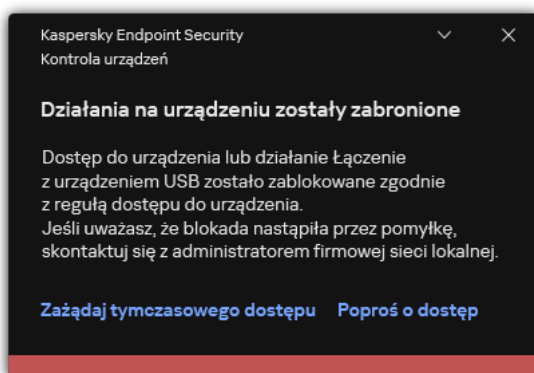 Kaspersky Endpoint Security
Kontrola urządzeń
Działania na urządzeniu zostały zabronione
Dostęp do urządzenia lub działanie Łączenie
z urządzeniem USB zostało zablokowane zgodnie
z regułą dostępu do urządzenia.
Jeśli uważasz, że blokada nastąpiła przez pomyłkę,
skontaktuj się z administratorem firmowej sieci lokalnej.
Zażądaj tymczasowego dostępu Poproś o dostęp